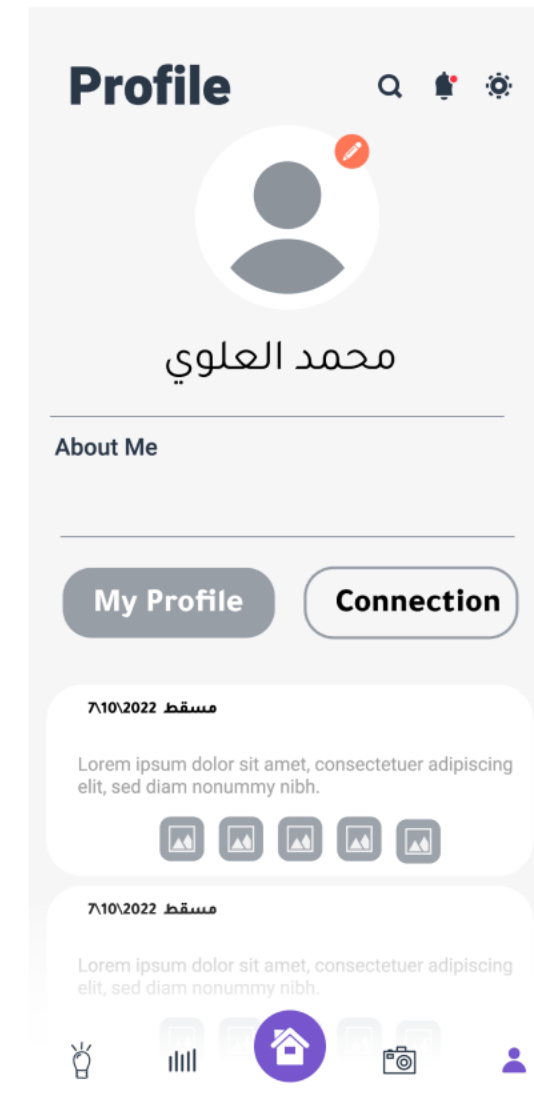 Profile
محمد العلوي
About Me
My Profile
Connection
مسقط 7\10\2022
Lorem ipsum dolor sit amet, consectetuer adipiscing
elit, sed diam nonummy nibh.
مسقط 7\10\2022
Lorem ipsum dolor sit amet, consectetuer adipiscing
elit, sed diam nonummy nibh.